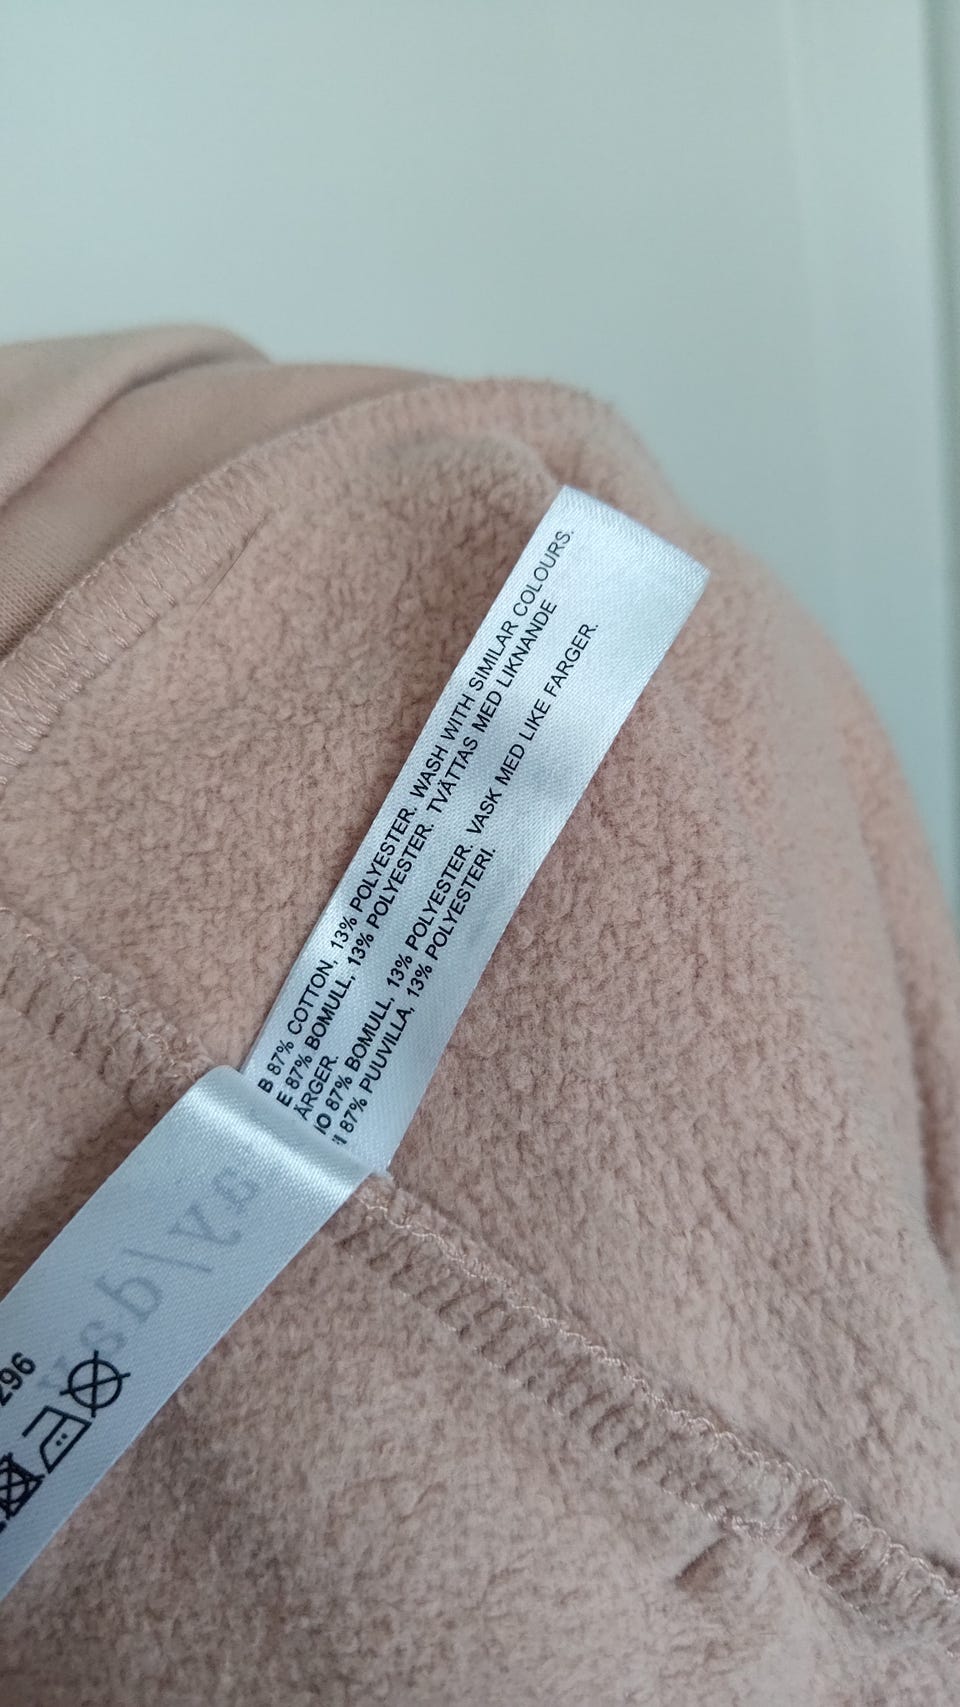 B 87% COTTON, 13% POLYESTER. WASH WITH SIMILAR COLOURS.
E 87% BOMULL, 13% POLYESTER. TVÄTTAS MED LIKNANDE
ÄRGER.
NO 87% BOMULL, 13% POLYESTER. VASK MED LIKE FARGER.
I 87% PUUVILLA, 13% POLYESTERI.
296